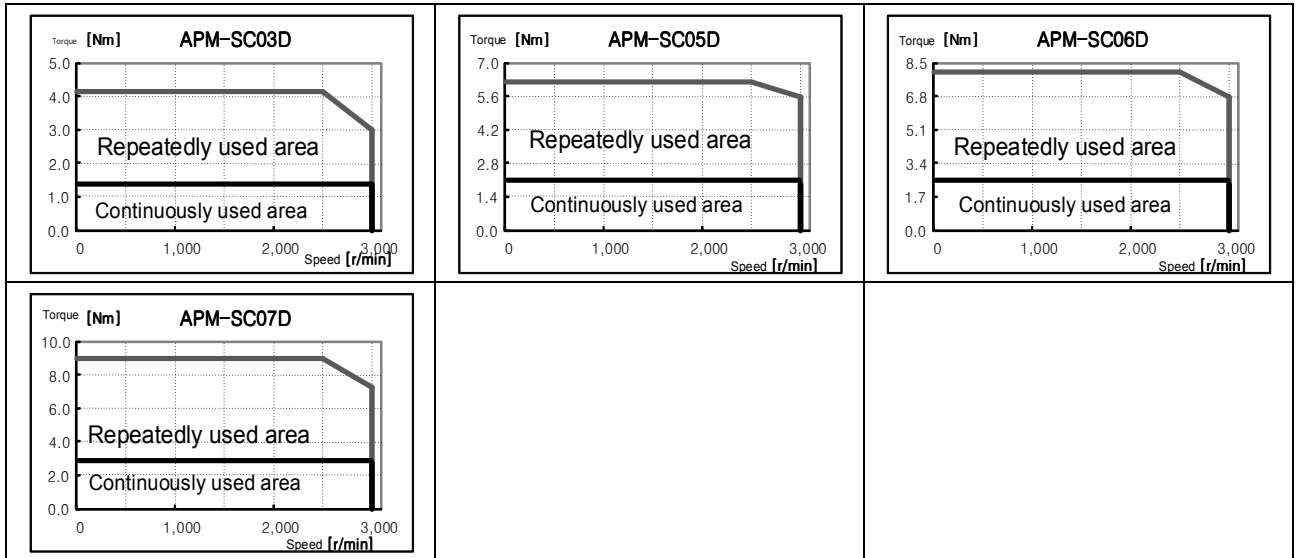 Torque [Nm] APM-SC03D
5.0
4.0
3.0
2.0
1.0
0.0
Repeatedly used area
Continuously used area
0 1,000 2,000 3,000
Speed [r/min]
Torque [Nm] APM-SC05D
7.0
5.6
4.2
2.8
1.4
0.0
Repeatedly used area
Continuously used area
0 1,000 2,000 3,000
Speed [r/min]
Torque [Nm] APM-SC06D
8.5
6.8
5.1
3.4
1.7
0.0
Repeatedly used area
Continuously used area
0 1,000 2,000 3,000
Speed [r/min]
Torque [Nm] APM-SC07D
10.0
8.0
6.0
4.0
2.0
0.0
Repeatedly used area
Continuously used area
0 1,000 2,000 3,000
Speed [r/min]